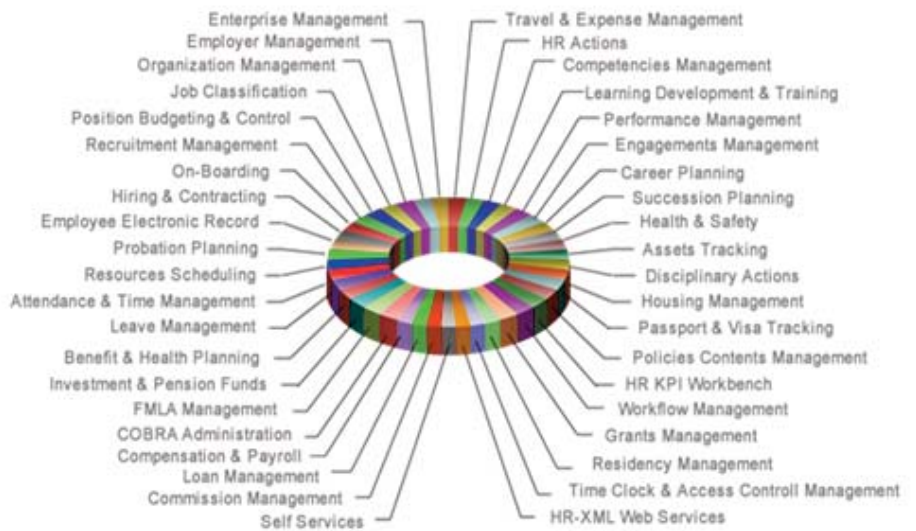 Enterprise Management
Employer Management
Organization Management
Job Classification
Position Budgeting & Control
Recruitment Management
On-Boarding
Hiring & Contracting
Employee Electronic Record
Probation Planning
Resources Scheduling
Attendance & Time Management
Leave Management
Benefit & Health Planning
Investment & Pension Funds
FMLA Management
COBRA Administration
Compensation & Payroll
Loan Management
Commission Management
Self Services
Travel & Expense Management
HR Actions
Competencies Management
Learning Development & Training
Performance Management
Engagements Management
Career Planning
Succession Planning
Health & Safety
Assets Tracking
Disciplinary Actions
Housing Management
Passport & Visa Tracking
Policies Contents Management
HR KPI Workbench
Workflow Management
Grants Management
Residency Management
Time Clock & Access Controll Management
HR-XML Web Services